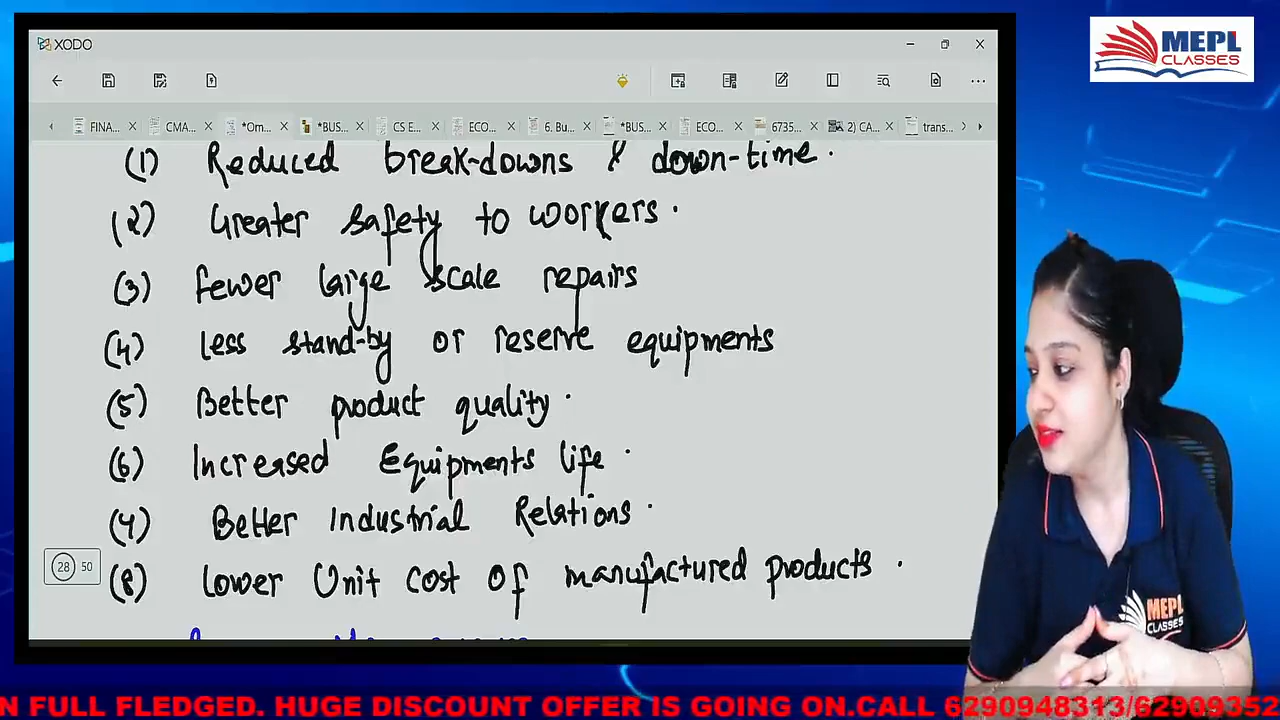 XODO
MEPL
CLASSES
FINA...
CMA...
*Om...
*BUS...
CS E...
ECO...
6. Bu...
*BUS...
ECO...
6735...
2) CA...
trans...
(1) Reduced break-downs & down-time.
(2) Greater safety to workers.
(3) Fewer large scale repairs
(4) Less stand-by or reserve equipments
(5) Better product quality.
(6) Increased Equipments life.
(7) Better Industrial Relations.
28 50
(8) Lower Unit cost of manufactured products.
MEPL
CLASSES
N FULL FLEDGED. HUGE DISCOUNT OFFER IS GOING ON.CALL 6290948313/62909352